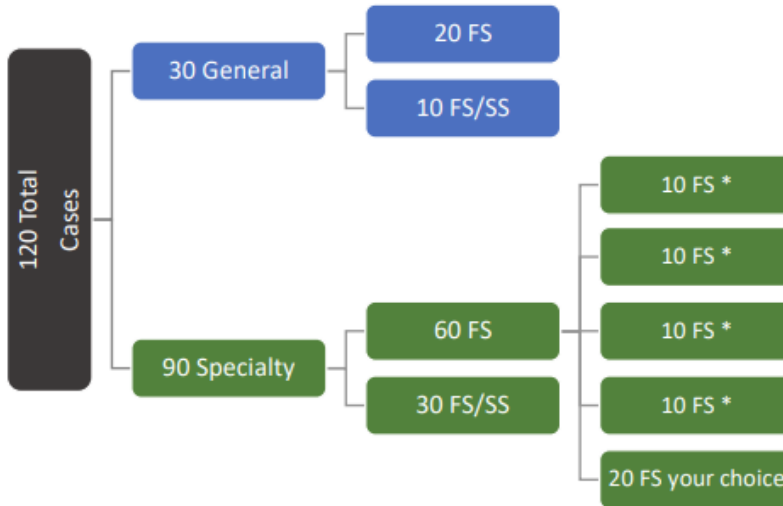 120 Total
Cases
30 General
20 FS
10 FS/SS
90 Specialty
60 FS
30 FS/SS
10 FS *
10 FS *
10 FS *
10 FS *
20 FS your choice